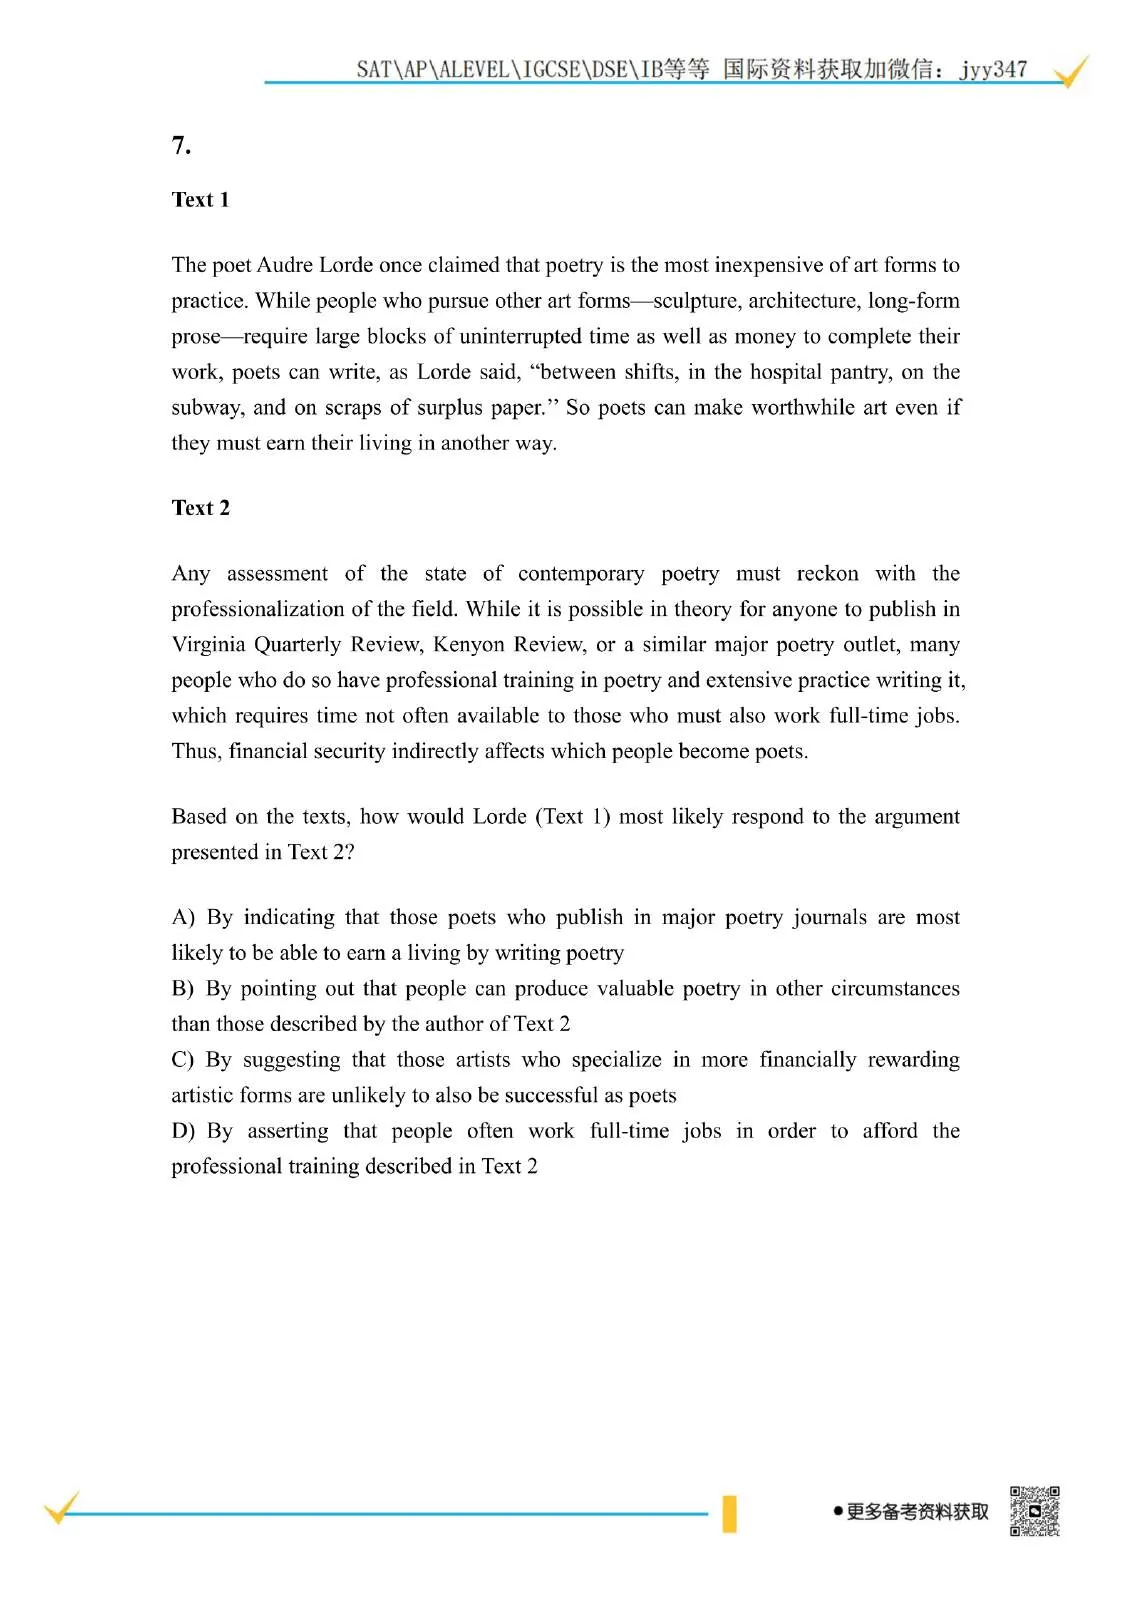 SAT\AP\ALEVEL\IGCSE\DSE\IB等等 国际资料获取加微信：jyy347
7.
Text 1
The poet Audre Lorde once claimed that poetry is the most inexpensive of art forms to
practice. While people who pursue other art forms—sculpture, architecture, long-form
prose—require large blocks of uninterrupted time as well as money to complete their
work, poets can write, as Lorde said, “between shifts, in the hospital pantry, on the
subway, and on scraps of surplus paper.’’ So poets can make worthwhile art even if
they must earn their living in another way.
Text 2
Any assessment of the state of contemporary poetry must reckon with the
professionalization of the field. While it is possible in theory for anyone to publish in
Virginia Quarterly Review, Kenyon Review, or a similar major poetry outlet, many
people who do so have professional training in poetry and extensive practice writing it,
which requires time not often available to those who must also work full-time jobs.
Thus, financial security indirectly affects which people become poets.
Based on the texts, how would Lorde (Text 1) most likely respond to the argument
presented in Text 2?
A) By indicating that those poets who publish in major poetry journals are most
likely to be able to earn a living by writing poetry
B) By pointing out that people can produce valuable poetry in other circumstances
than those described by the author of Text 2
C) By suggesting that those artists who specialize in more financially rewarding
artistic forms are unlikely to also be successful as poets
D) By asserting that people often work full-time jobs in order to afford the
professional training described in Text 2
●更多备考资料获取